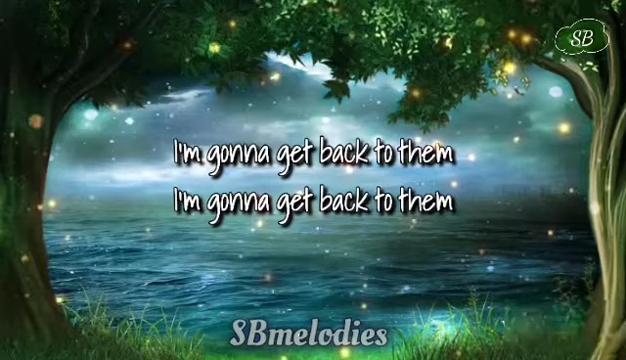 SB
I'm gonna get back to them
I'm gonna get back to them
SBmelodies